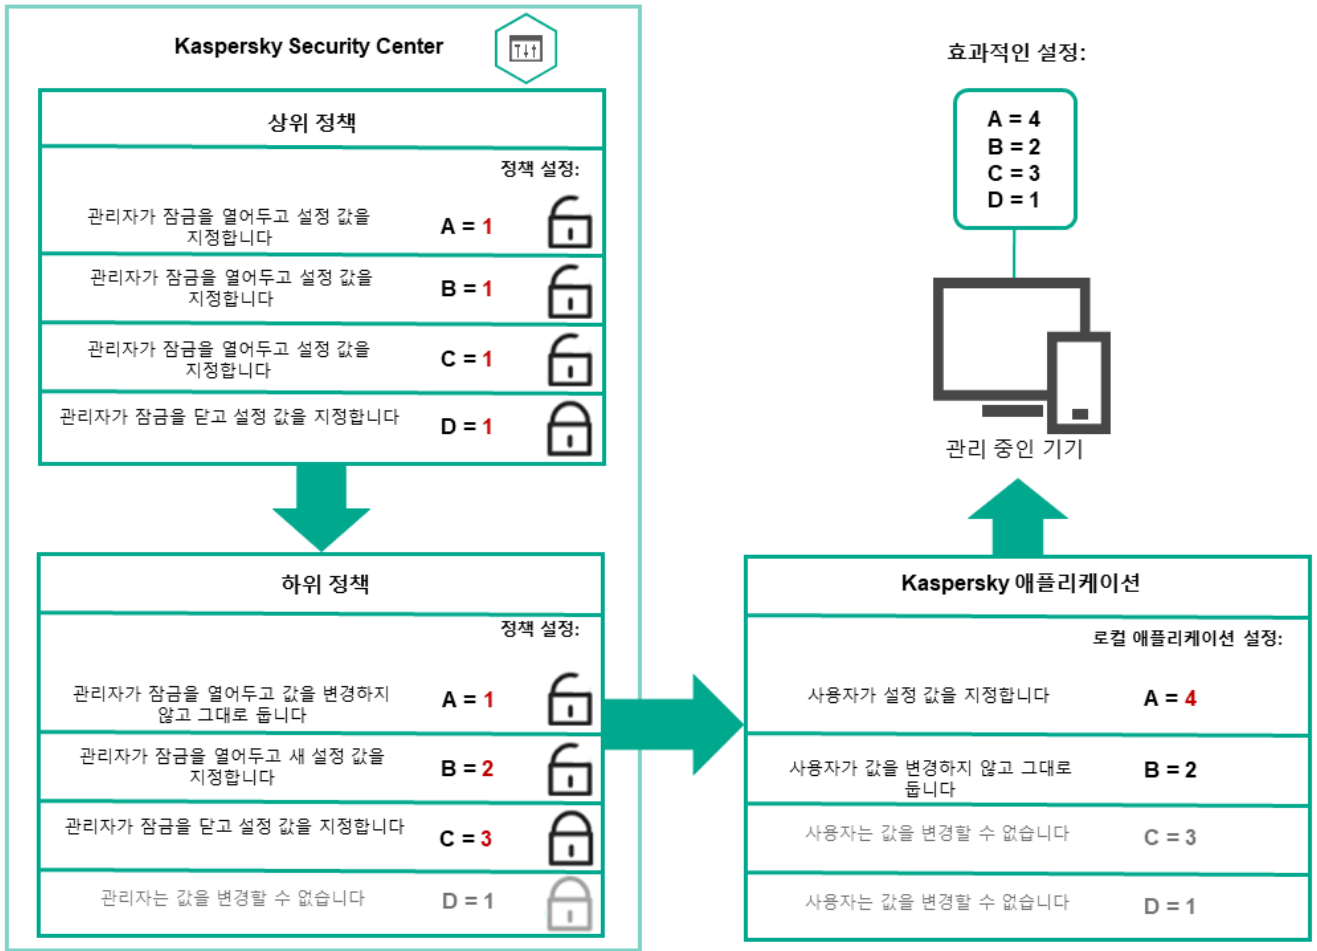 Kaspersky Security Center
상위 정책
정책 설정:
관리자가 잠금을 열어두고 설정 값을
지정합니다
A = 1
관리자가 잠금을 열어두고 설정 값을
지정합니다
B = 1
관리자가 잠금을 열어두고 설정 값을
지정합니다
C = 1
관리자가 잠금을 닫고 설정 값을 지정합니다
D = 1
하위 정책
정책 설정:
관리자가 잠금을 열어두고 값을 변경하지
않고 그대로 둡니다
A = 1
관리자가 잠금을 열어두고 새 설정 값을
지정합니다
B = 2
관리자가 잠금을 닫고 설정 값을 지정합니다
C = 3
관리자는 값을 변경할 수 없습니다
D = 1
효과적인 설정:
A = 4
B = 2
C = 3
D = 1
관리 중인 기기
Kaspersky 애플리케이션
로컬 애플리케이션 설정:
사용자가 설정 값을 지정합니다
A = 4
사용자가 값을 변경하지 않고 그대로
둡니다
B = 2
사용자는 값을 변경할 수 없습니다
C = 3
사용자는 값을 변경할 수 없습니다
D = 1